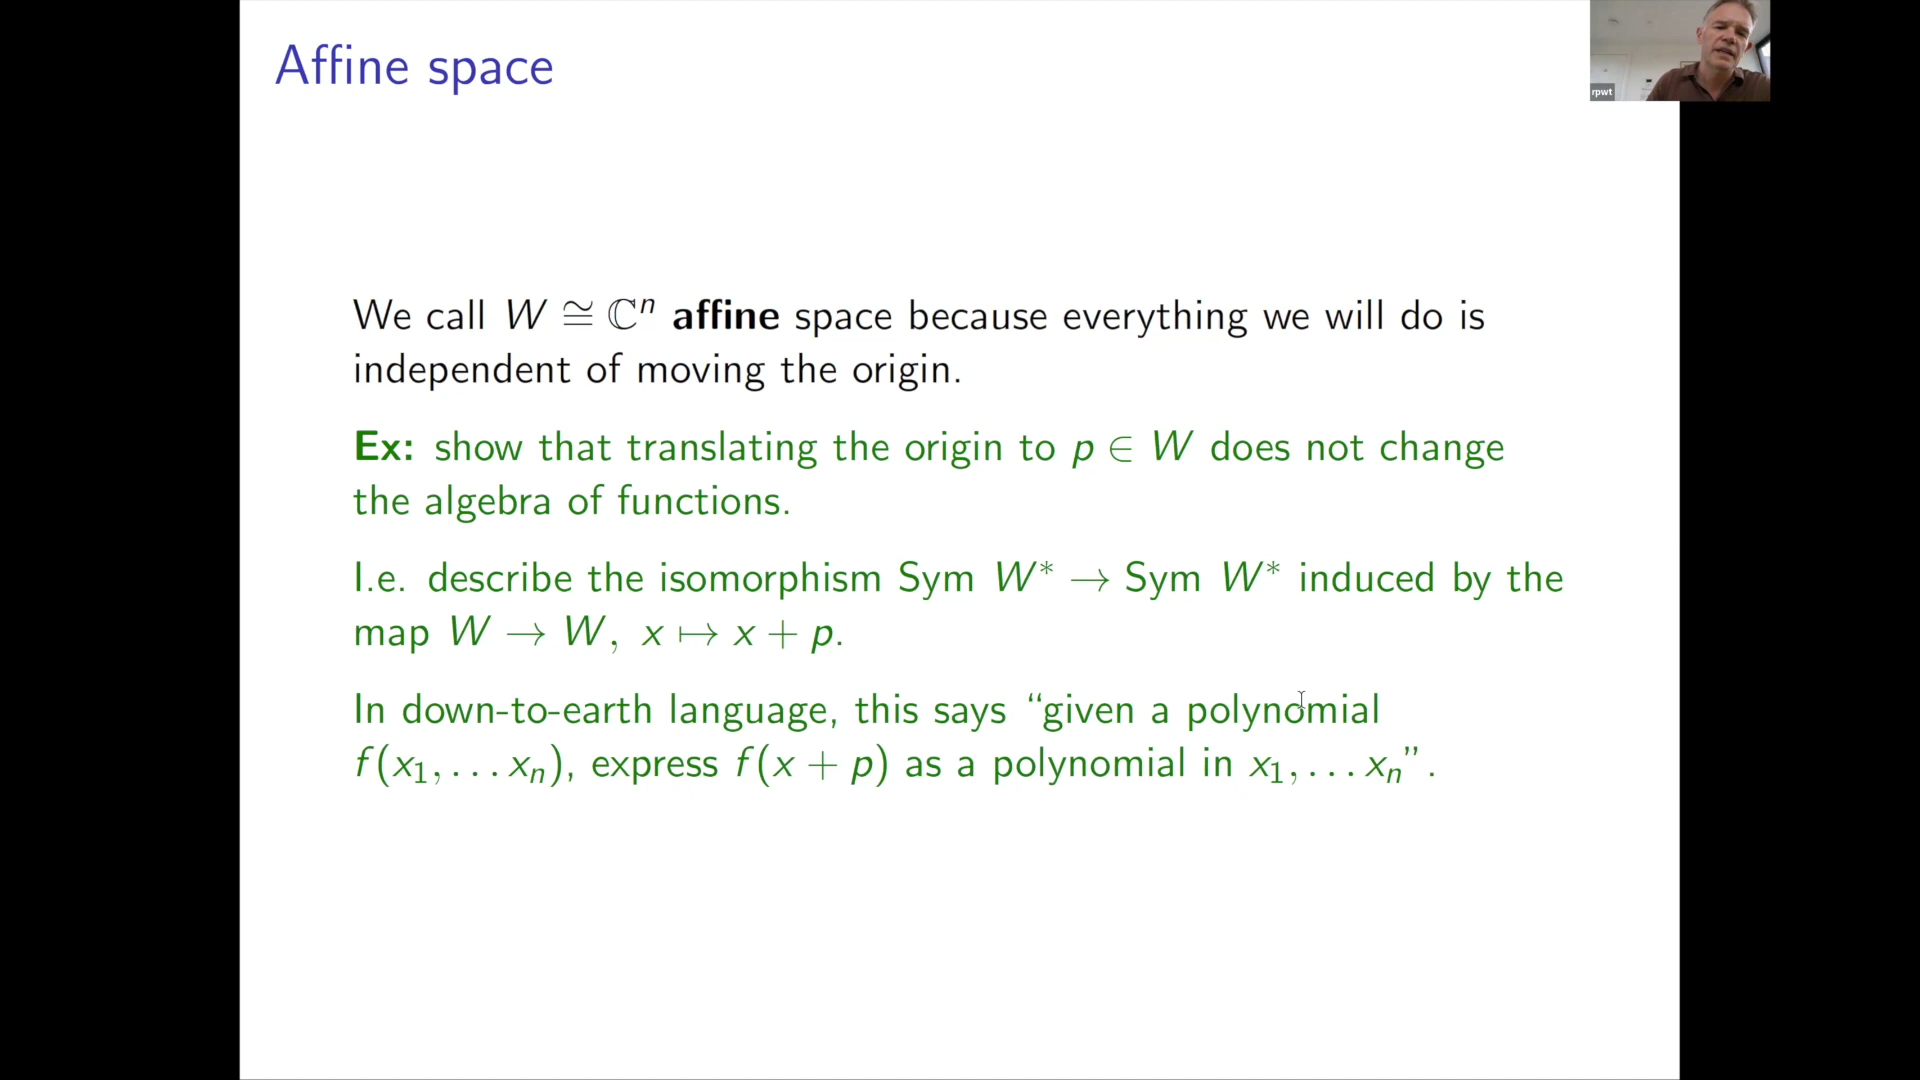 Affine space
rpwt
We call W ≅ ℂⁿ affine space because everything we will do is
independent of moving the origin.
Ex: show that translating the origin to p ∈ W does not change
the algebra of functions.
I.e. describe the isomorphism Sym W* → Sym W* induced by the
map W → W, x ↦ x + p.
In down-to-earth language, this says “given a polynomial
f(x₁, . . . xₙ), express f(x + p) as a polynomial in x₁, . . . xₙ”.